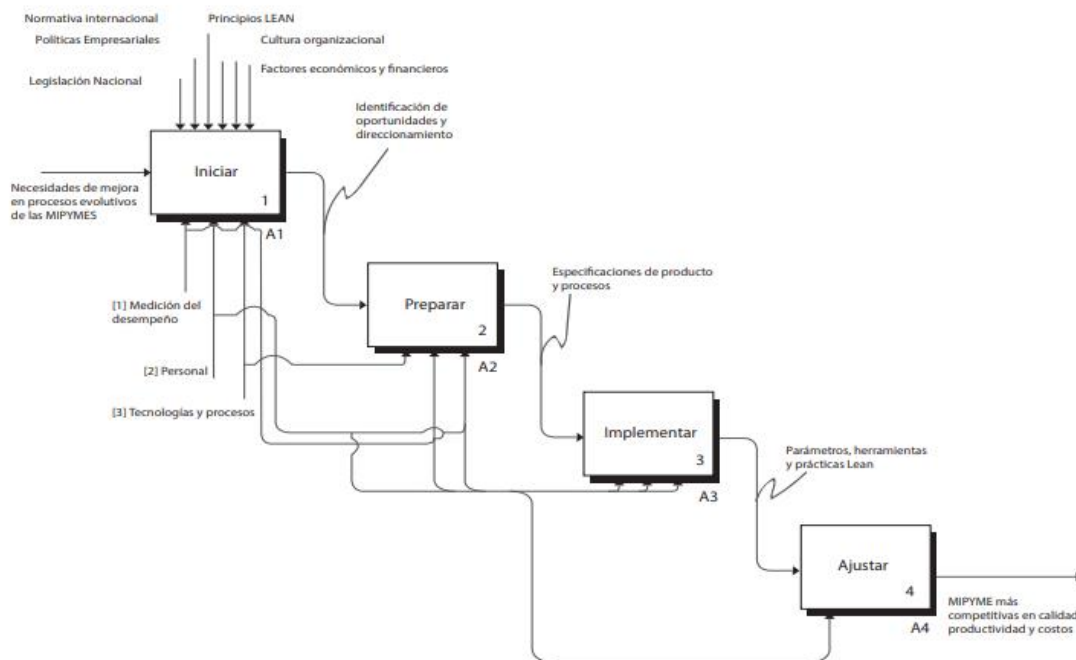 Normativa internacional
Principios LEAN
Políticas Empresariales
Cultura organizacional
Legislación Nacional
Factores económicos y financieros
Identificación de
oportunidades y
direccionamiento
Iniciar
1
A1
Necesidades de mejora
en procesos evolutivos
de las MIPYMES
Especificaciones de producto
y procesos
Preparar
2
A2
[1] Medición del
desempeño
[2] Personal
[3] Tecnologías y procesos
Implementar
3
A3
Parámetros, herramientas
y prácticas Lean
Ajustar
4
A4
MIPYME más
competitivas en calidad
productividad y costos